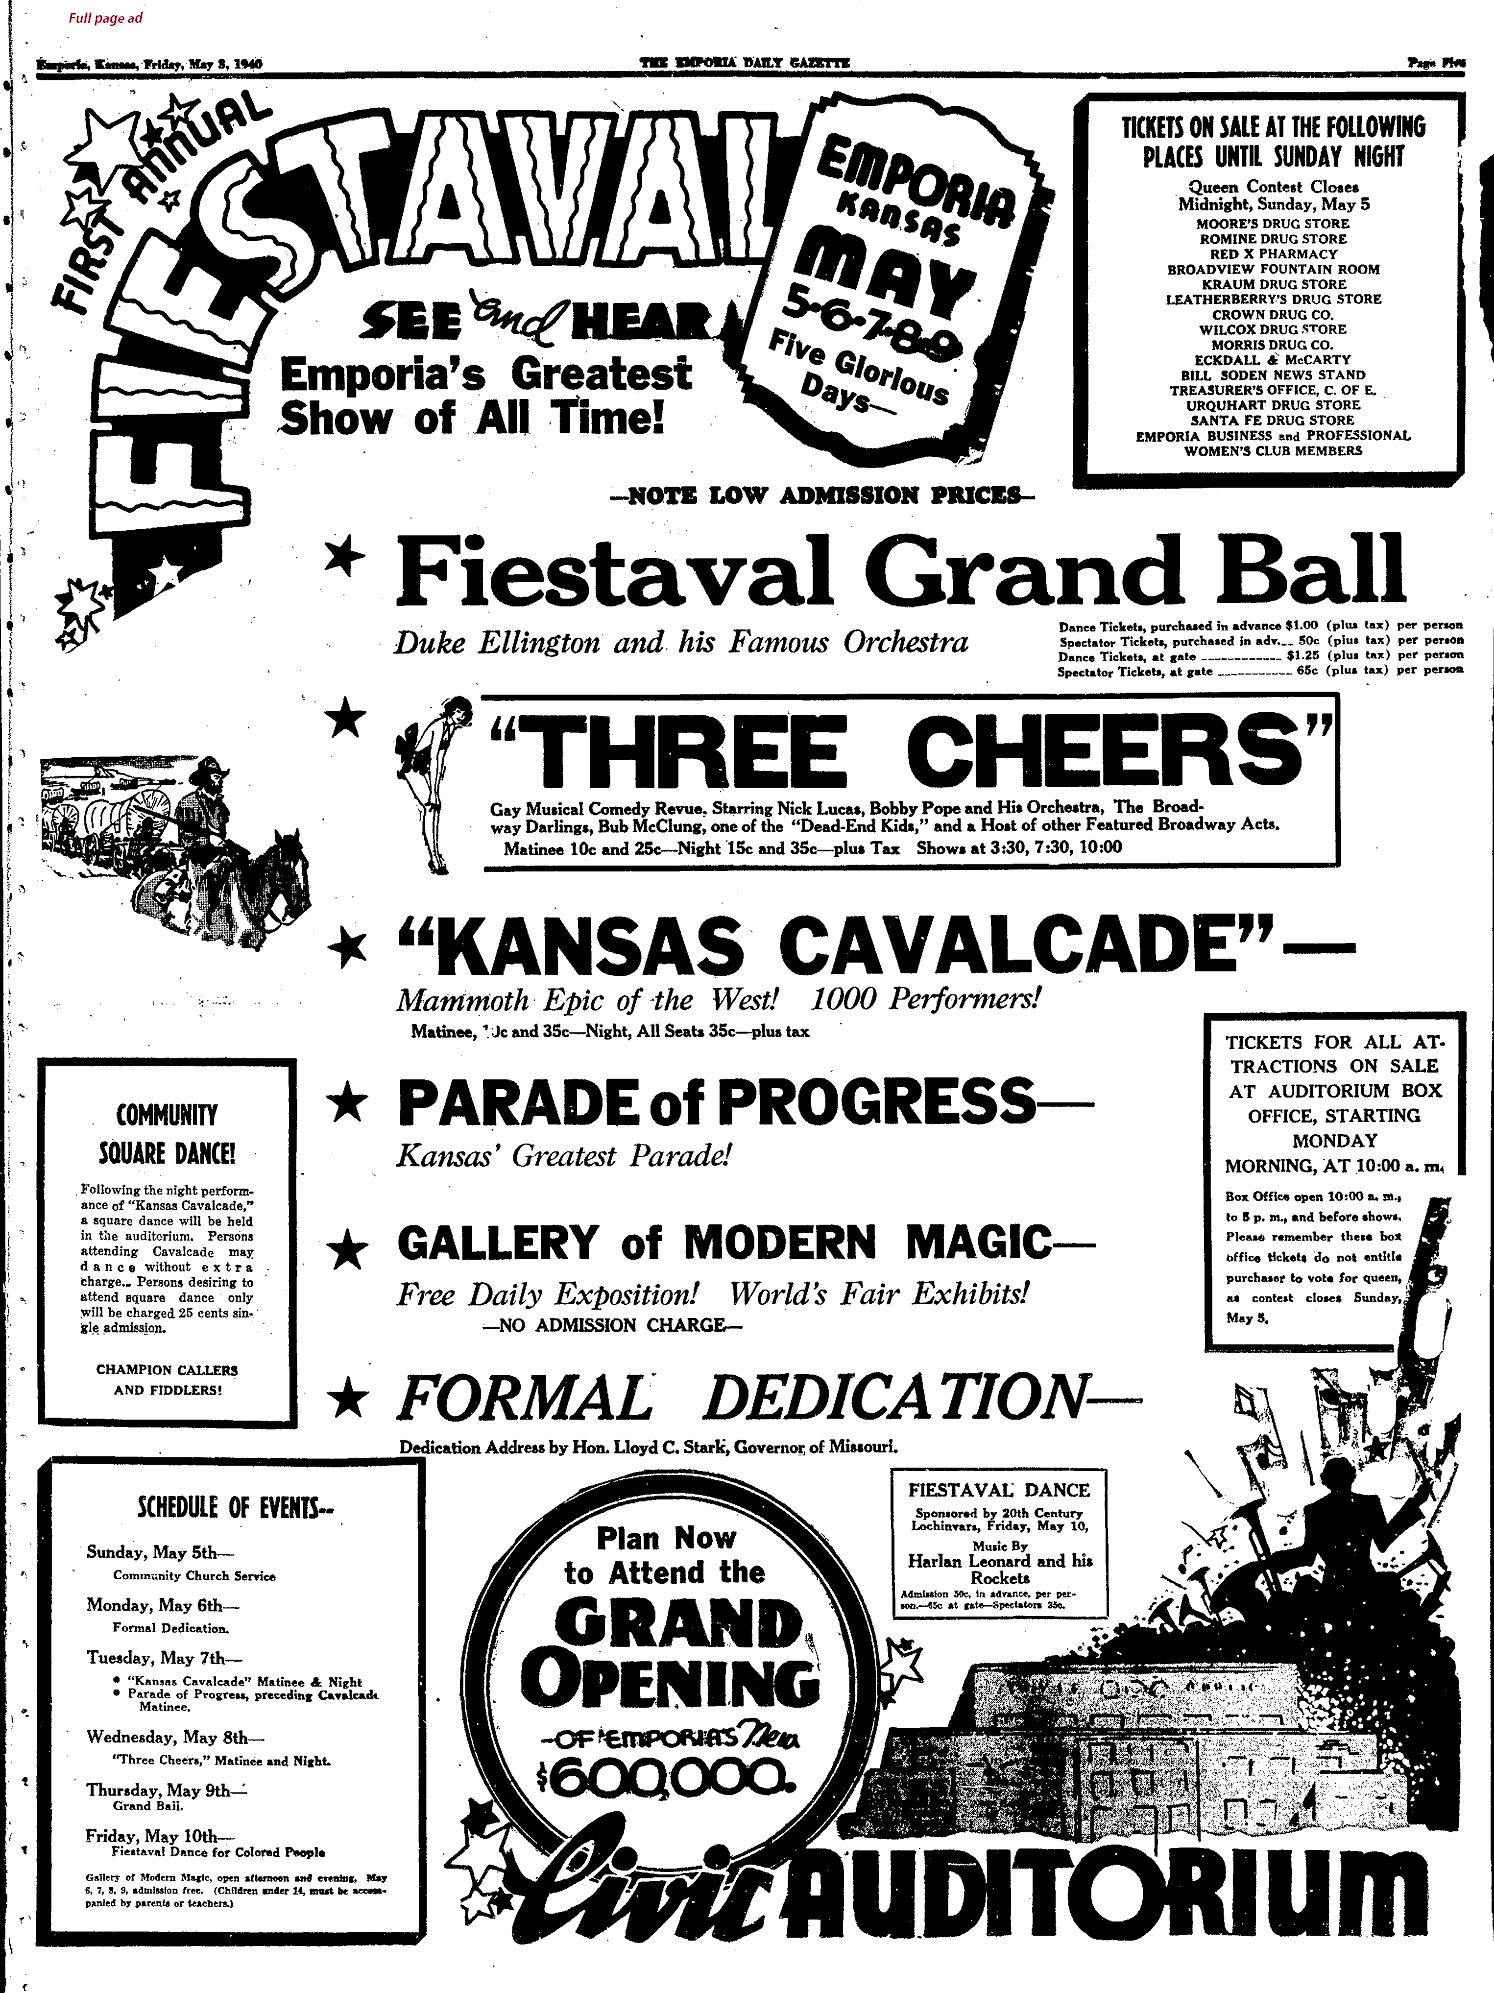 Full page ad
Emporia, Kansas, Friday, May 3, 1940
THE EMPORIA DAILY GAZETTE
Page Five
FIRST ANNUAL
FIESTAVAL
EMPORIA
KANSAS
MAY
5-6-7-8-9
Five Glorious
Days—
SEE and HEAR
Emporia's Greatest
Show of All Time!
TICKETS ON SALE AT THE FOLLOWING
PLACES UNTIL SUNDAY NIGHT
Queen Contest Closes
Midnight, Sunday, May 5
MOORE'S DRUG STORE
ROMINE DRUG STORE
RED X PHARMACY
BROADVIEW FOUNTAIN ROOM
KRAUM DRUG STORE
LEATHERBERRY'S DRUG STORE
CROWN DRUG CO.
WILCOX DRUG STORE
MORRIS DRUG CO.
ECKDALL & McCARTY
BILL SODEN NEWS STAND
TREASURER'S OFFICE, C. OF E.
URQUHART DRUG STORE
SANTA FE DRUG STORE
EMPORIA BUSINESS and PROFESSIONAL
WOMEN'S CLUB MEMBERS
—NOTE LOW ADMISSION PRICES—
Fiestaval Grand Ball
Duke Ellington and his Famous Orchestra
Dance Tickets, purchased in advance $1.00 (plus tax) per person
Spectator Tickets, purchased in adv.__ 50c (plus tax) per person
Dance Tickets, at gate ____________ $1.25 (plus tax) per person
Spectator Tickets, at gate ___________ 65c (plus tax) per person
"THREE CHEERS"
Gay Musical Comedy Revue, Starring Nick Lucas, Bobby Pope and His Orchestra, The Broad-
way Darlings, Bub McClung, one of the "Dead-End Kids," and a Host of other Featured Broadway Acts.
Matinee 10c and 25c—Night 15c and 35c—plus Tax Shows at 3:30, 7:30, 10:00
"KANSAS CAVALCADE"—
Mammoth Epic of the West! 1000 Performers!
Matinee, and 35c—Night, All Seats 35c—plus tax
PARADE of PROGRESS—
Kansas' Greatest Parade!
GALLERY of MODERN MAGIC—
Free Daily Exposition! World's Fair Exhibits!
—NO ADMISSION CHARGE—
FORMAL DEDICATION—
Dedication Address by Hon. Lloyd C. Stark, Governor of Missouri.
COMMUNITY
SQUARE DANCE!
Following the night perform-
ance of "Kansas Cavalcade,"
a square dance will be held
in the auditorium. Persons
attending Cavalcade may
dance without extra
charge.. Persons desiring to
attend square dance only
will be charged 25 cents sin-
gle admission.
CHAMPION CALLERS
AND FIDDLERS!
TICKETS FOR ALL AT-
TRACTIONS ON SALE
AT AUDITORIUM BOX
OFFICE, STARTING
MONDAY
MORNING, AT 10:00 a. m.
Box Office open 10:00 a. m.,
to 5 p. m., and before shows.
Please remember these box
office tickets do not entitle
purchaser to vote for queen,
as contest closes Sunday,
May 5.
SCHEDULE OF EVENTS--
Sunday, May 5th—
Community Church Service
Monday, May 6th—
Formal Dedication.
Tuesday, May 7th—
• "Kansas Cavalcade" Matinee & Night
• Parade of Progress, preceding Cavalcade
Matinee.
Wednesday, May 8th—
"Three Cheers," Matinee and Night.
Thursday, May 9th—
Grand Ball.
Friday, May 10th—
Fiestaval Dance for Colored People
Gallery of Modern Magic, open afternoon and evening, May
6, 7, 8, 9, admission free. (Children under 14, must be accom-
panied by parents or teachers.)
Plan Now
to Attend the
GRAND
OPENING
—OF EMPORIA'S New
$600,000.
Civic AUDITORIUM
FIESTAVAL DANCE
Sponsored by 20th Century
Lochinvars, Friday, May 10,
Music By
Harlan Leonard and his
Rockets
Admission 50c, in advance, per per-
son.—65c at gate—Spectators 35c.